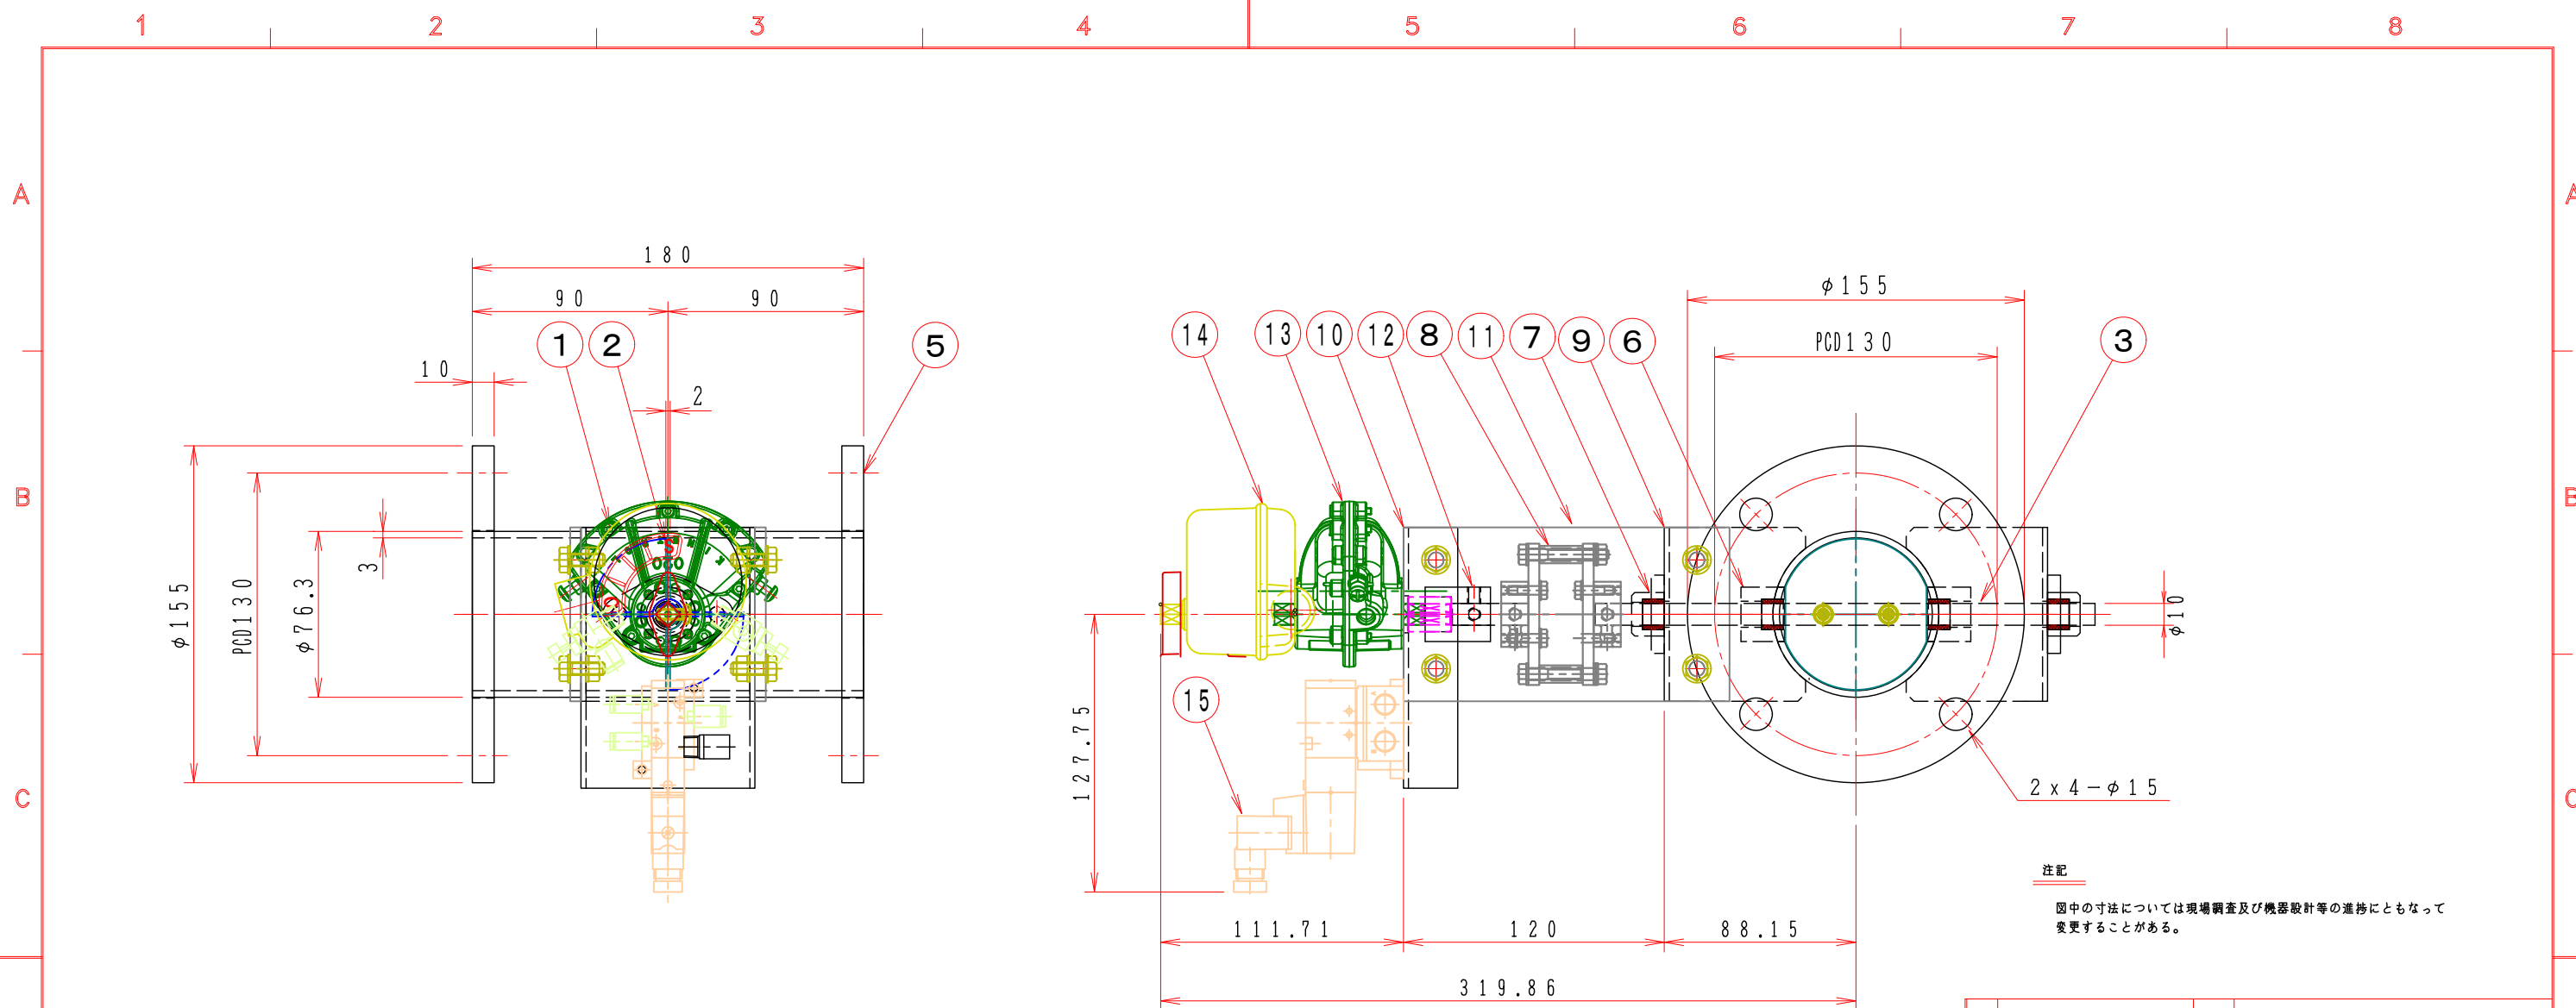 1 2 3 4 5 6 7 8
A A
180
90 90
φ155
1 2 5
14 13 10 12 8 11 7 9 6 3
PCD130
10
2
B B
3
φ155
PCD130
φ76.3
φ10
15
127.75
2x4-φ15
C C
注記
図中の寸法については現場調査及び機器設計等の進捗にともなって
変更することがある。
111.71 120 88.15
319.86